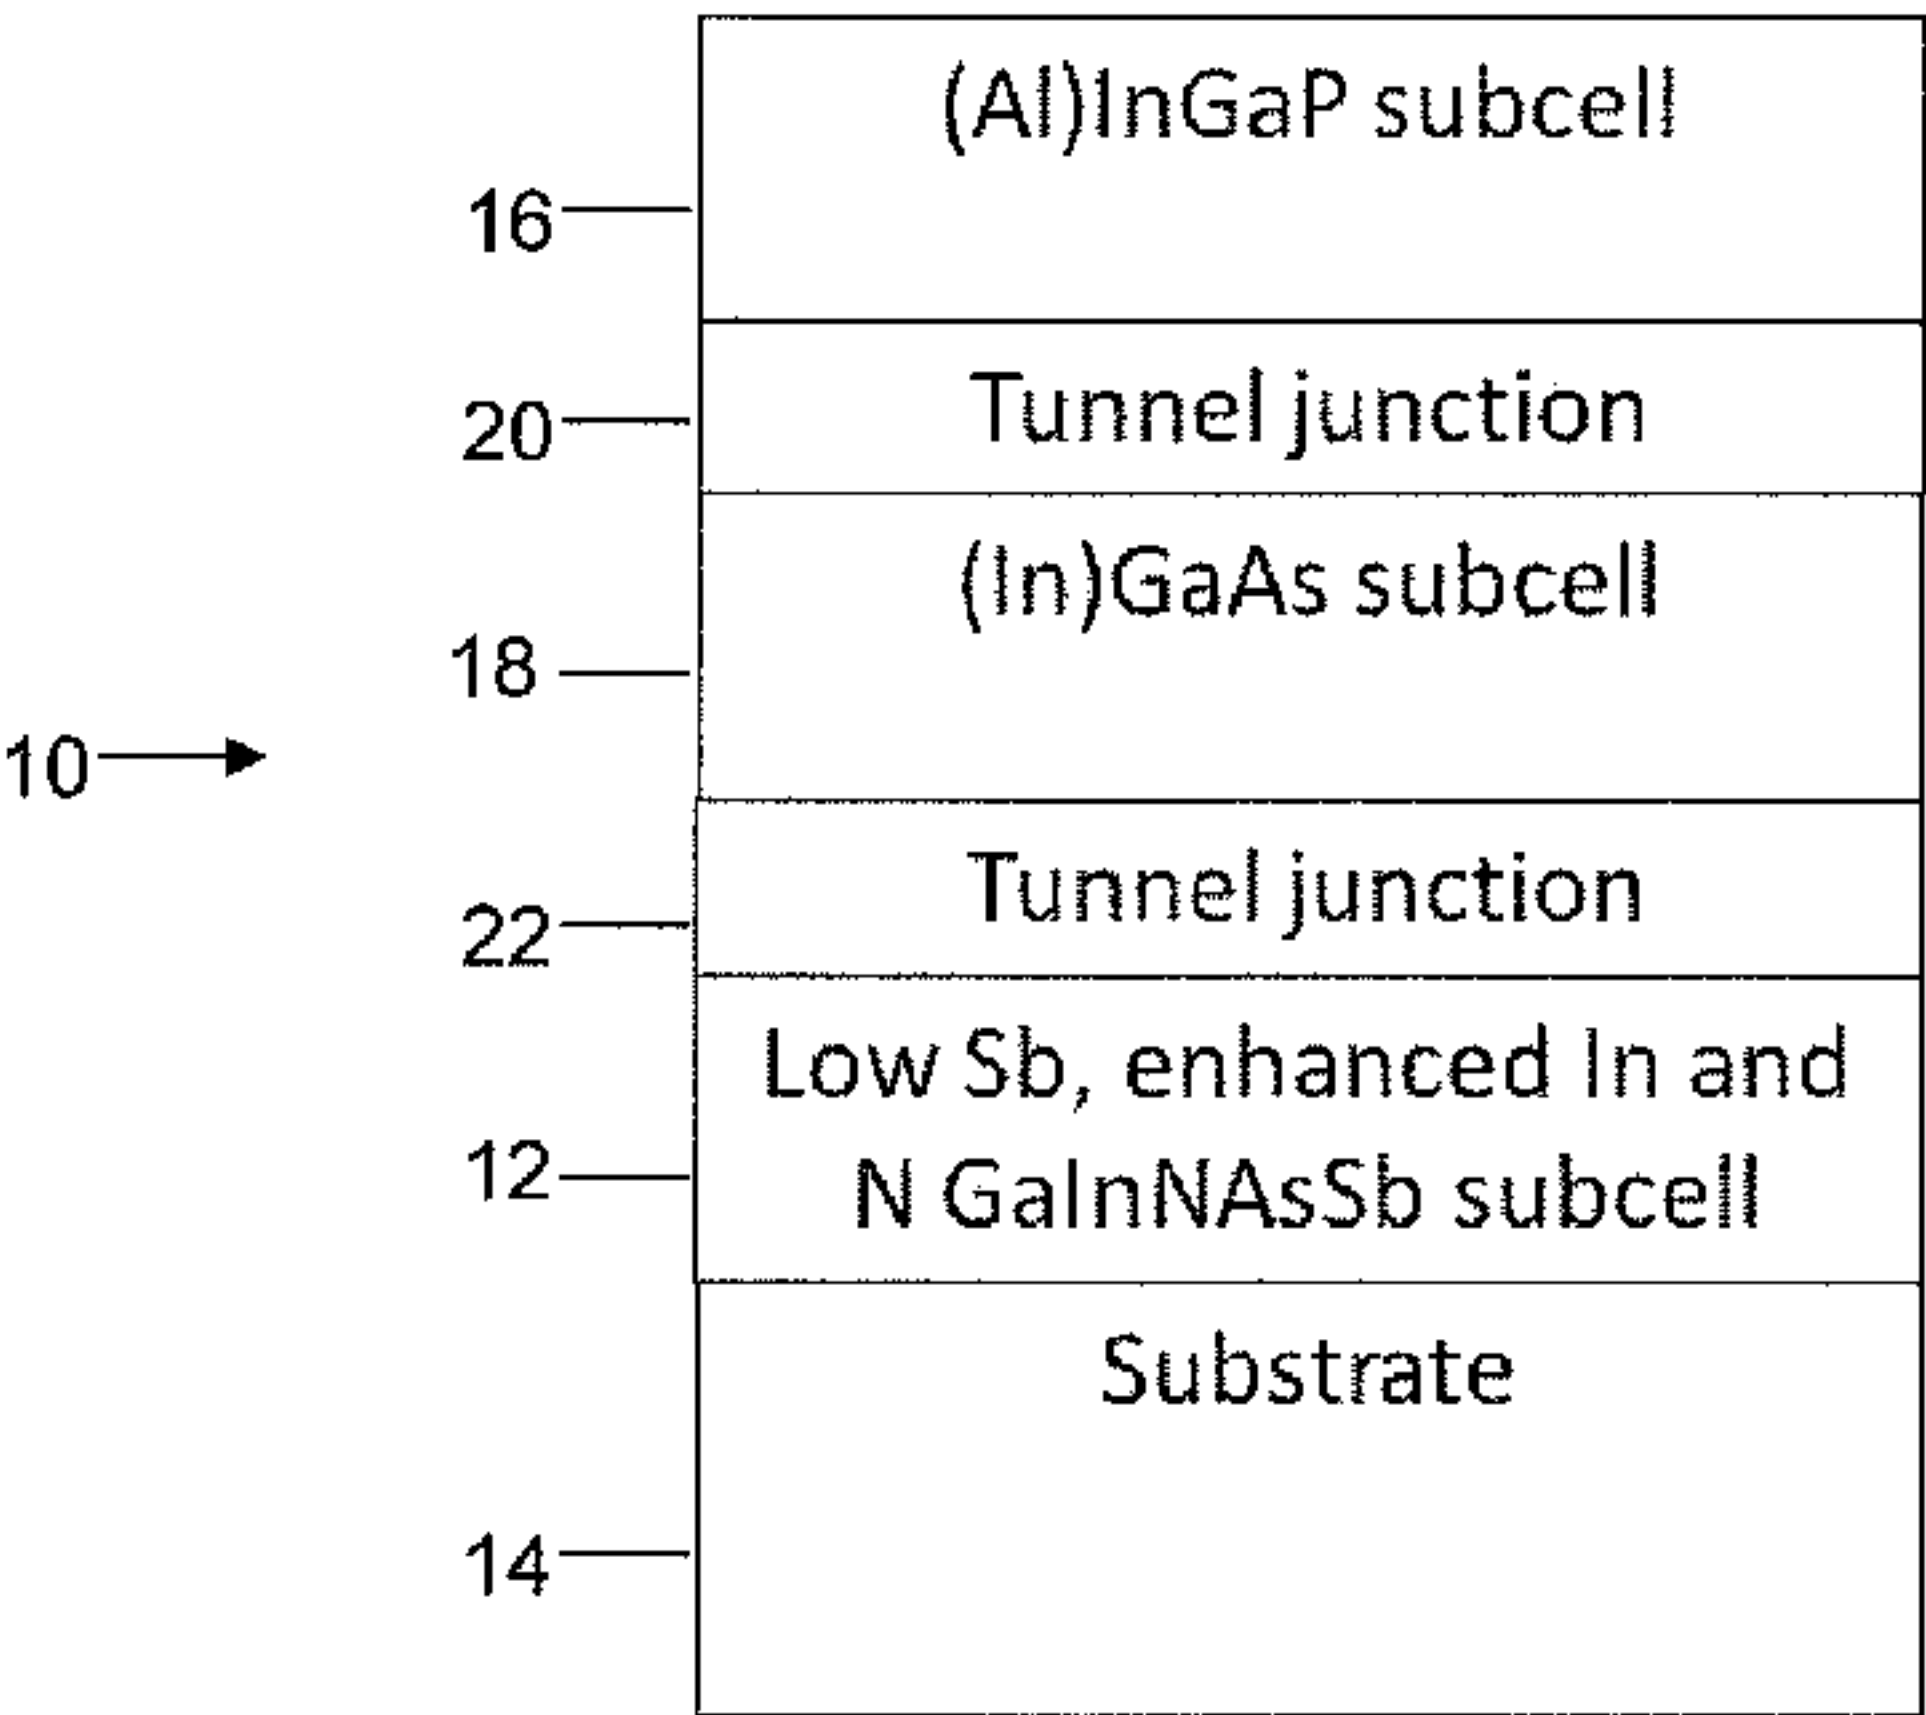 (Al)InGaP subcell
16
20
Tunnel junction
(In)GaAs subcell
18
10
Tunnel junction
22
Low Sb, enhanced In and
12
N GaInNAsSb subcell
Substrate
14